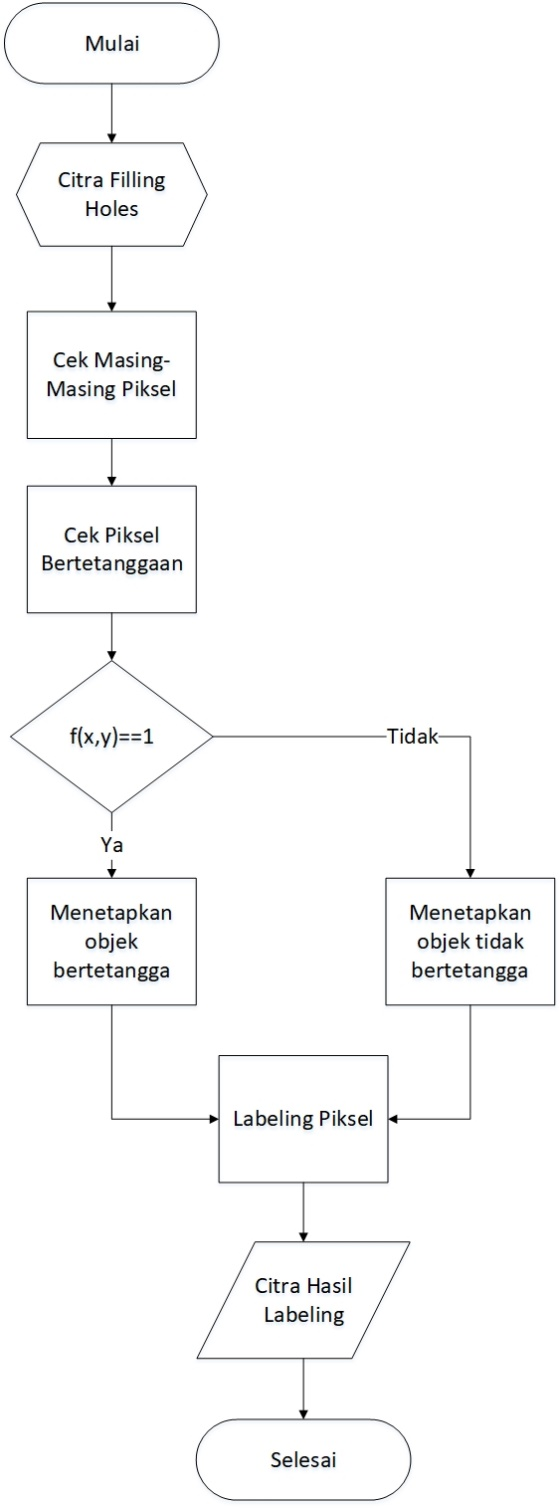 Mulai
Citra Filling
Holes
Cek Masing-
Masing Piksel
Cek Piksel
Bertetanggaan
f(x,y)==1
Tidak
Ya
Menetapkan
objek
bertetangga
Menetapkan
objek tidak
bertetangga
Labeling Piksel
Citra Hasil
Labeling
Selesai